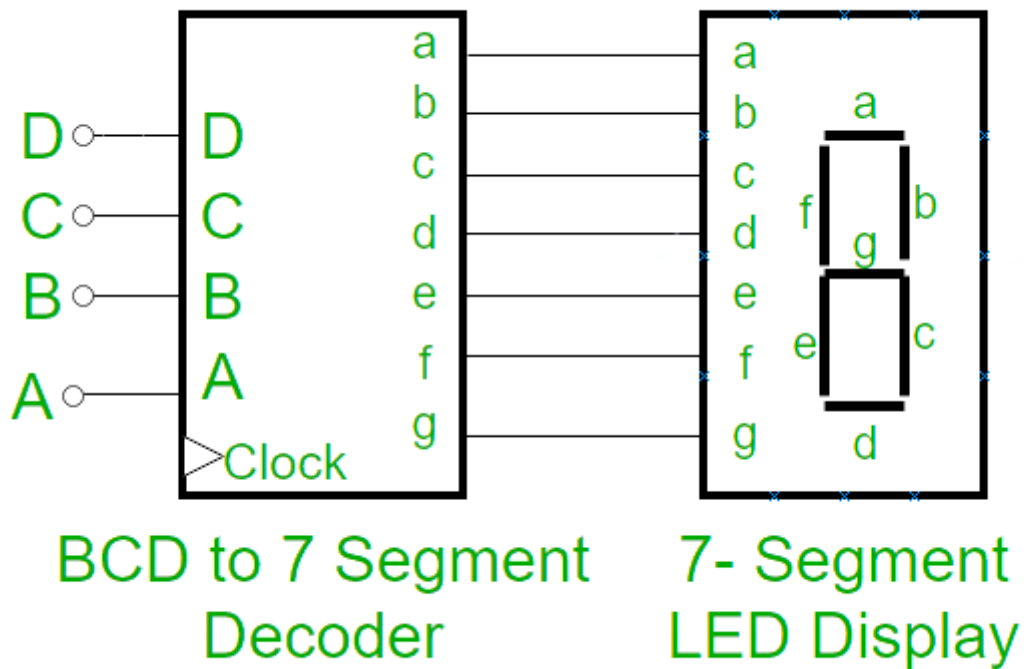 D
C
B
A
D
C
B
A
Clock
a
b
c
d
e
f
g
a
b
c
d
e
f
g
a
f
b
g
e
c
d
BCD to 7 Segment
Decoder
7- Segment
LED Display